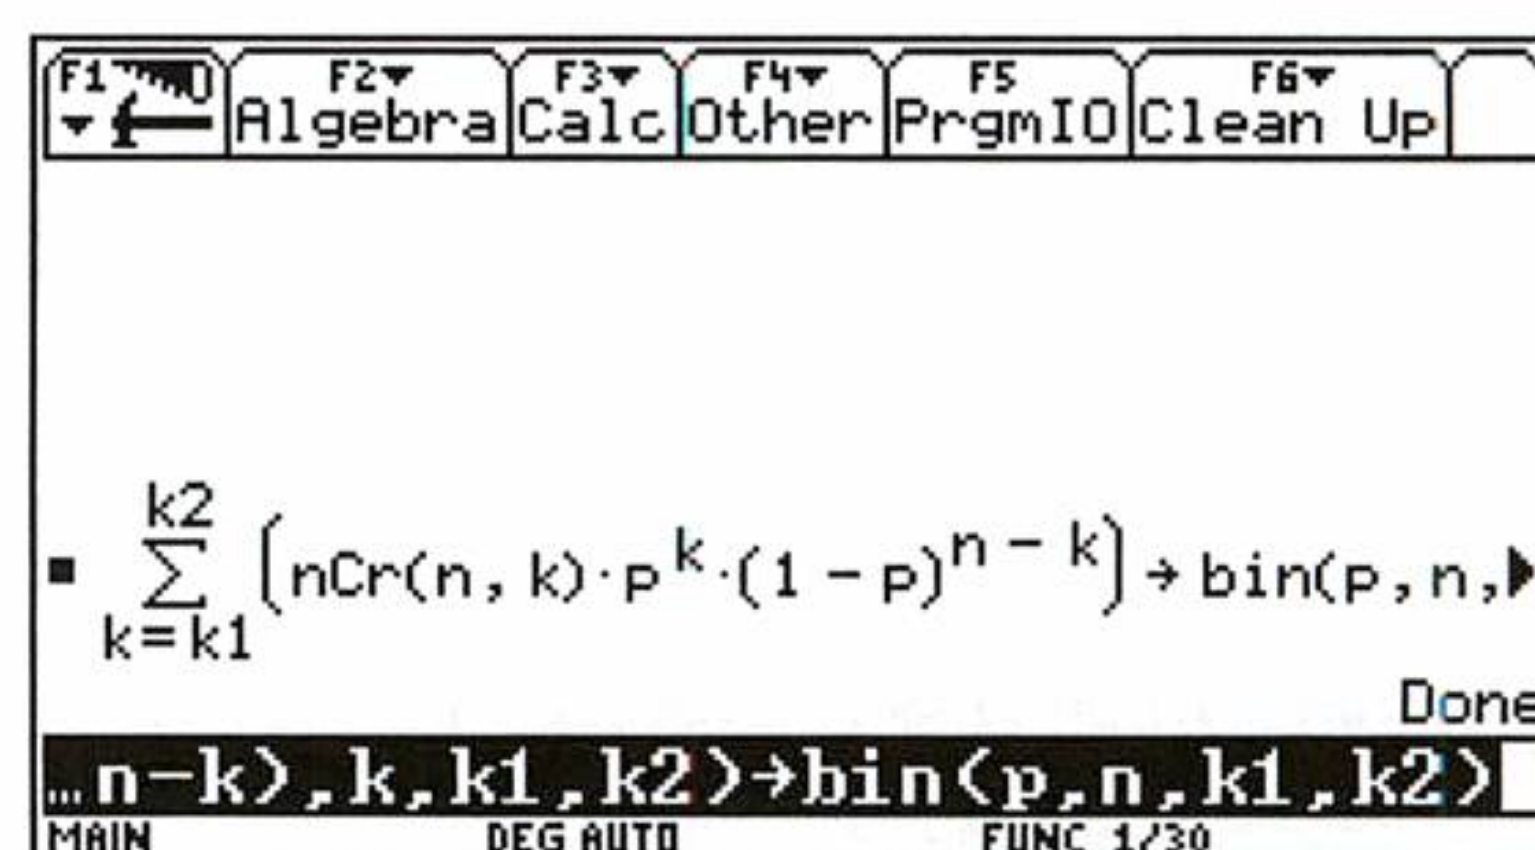 F1 F2 F3 F4 F5 F6
Algebra Calc Other PrgmIO Clean Up
k2
∑ (nCr(n, k)·p^k·(1 − p)^n − k) → bin(p, n,
k=k1
Done
…n−k),k,k1,k2)→bin(p,n,k1,k2)
MAIN DEG AUTO FUNC 1/30